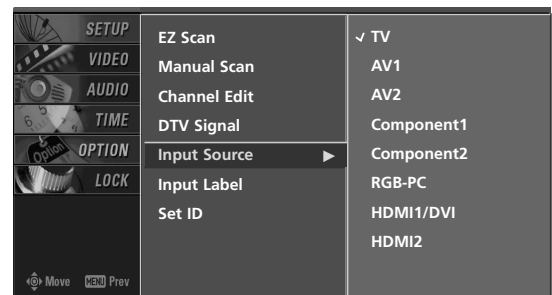 SETUP
VIDEO
AUDIO
TIME
OPTION
LOCK
Move MENU Prev
EZ Scan
Manual Scan
Channel Edit
DTV Signal
Input Source ▶
Input Label
Set ID
✓ TV
AV1
AV2
Component1
Component2
RGB-PC
HDMI1/DVI
HDMI2